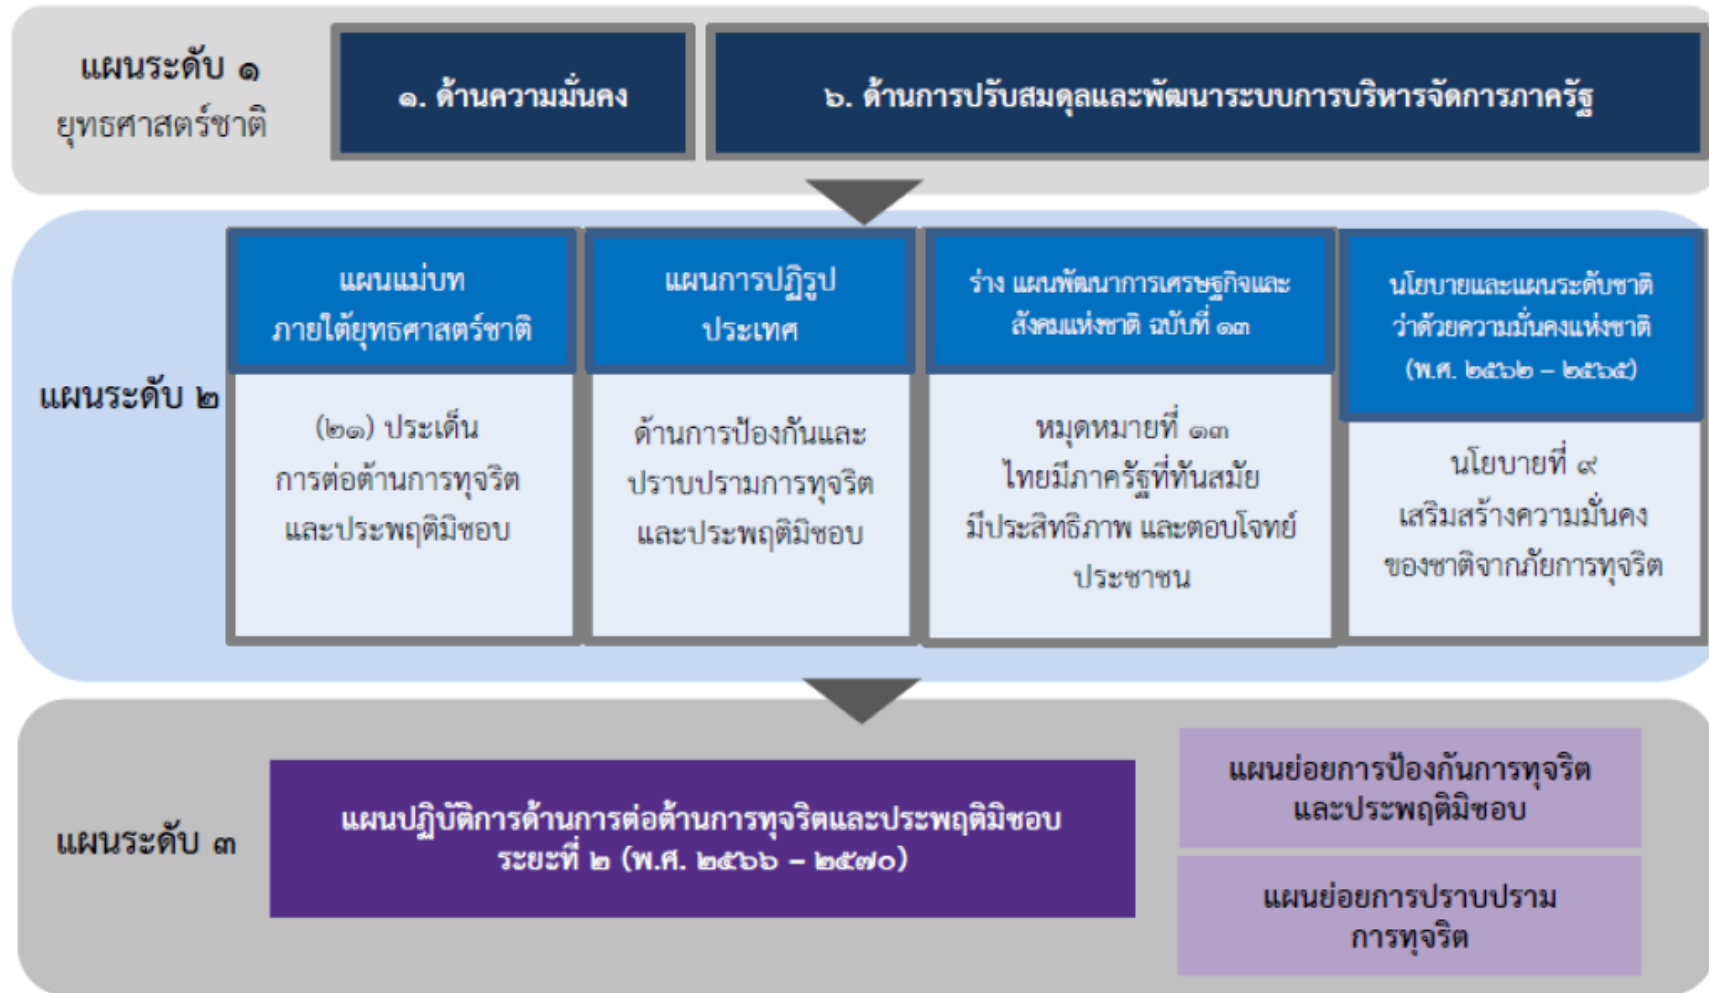 แผนระดับ ๑
ยุทธศาสตร์ชาติ
๑. ด้านความมั่นคง
๖. ด้านการปรับสมดุลและพัฒนาระบบการบริหารจัดการภาครัฐ
แผนระดับ ๒
แผนแม่บท
ภายใต้ยุทธศาสตร์ชาติ
(๒๑) ประเด็น
การต่อต้านการทุจริต
และประพฤติมิชอบ
แผนการปฏิรูป
ประเทศ
ด้านการป้องกันและ
ปราบปรามการทุจริต
และประพฤติมิชอบ
ร่าง แผนพัฒนาการเศรษฐกิจและ
สังคมแห่งชาติ ฉบับที่ ๑๓
หมุดหมายที่ ๑๓
ไทยมีภาครัฐที่ทันสมัย
มีประสิทธิภาพ และตอบโจทย์
ประชาชน
นโยบายและแผนระดับชาติ
ว่าด้วยความมั่นคงแห่งชาติ
(พ.ศ. ๒๕๖๒ – ๒๕๖๕)
นโยบายที่ ๙
เสริมสร้างความมั่นคง
ของชาติจากภัยการทุจริต
แผนระดับ ๓
แผนปฏิบัติการด้านการต่อต้านการทุจริตและประพฤติมิชอบ
ระยะที่ ๒ (พ.ศ. ๒๕๖๖ – ๒๕๗๐)
แผนย่อยการป้องกันการทุจริต
และประพฤติมิชอบ
แผนย่อยการปราบปราม
การทุจริต